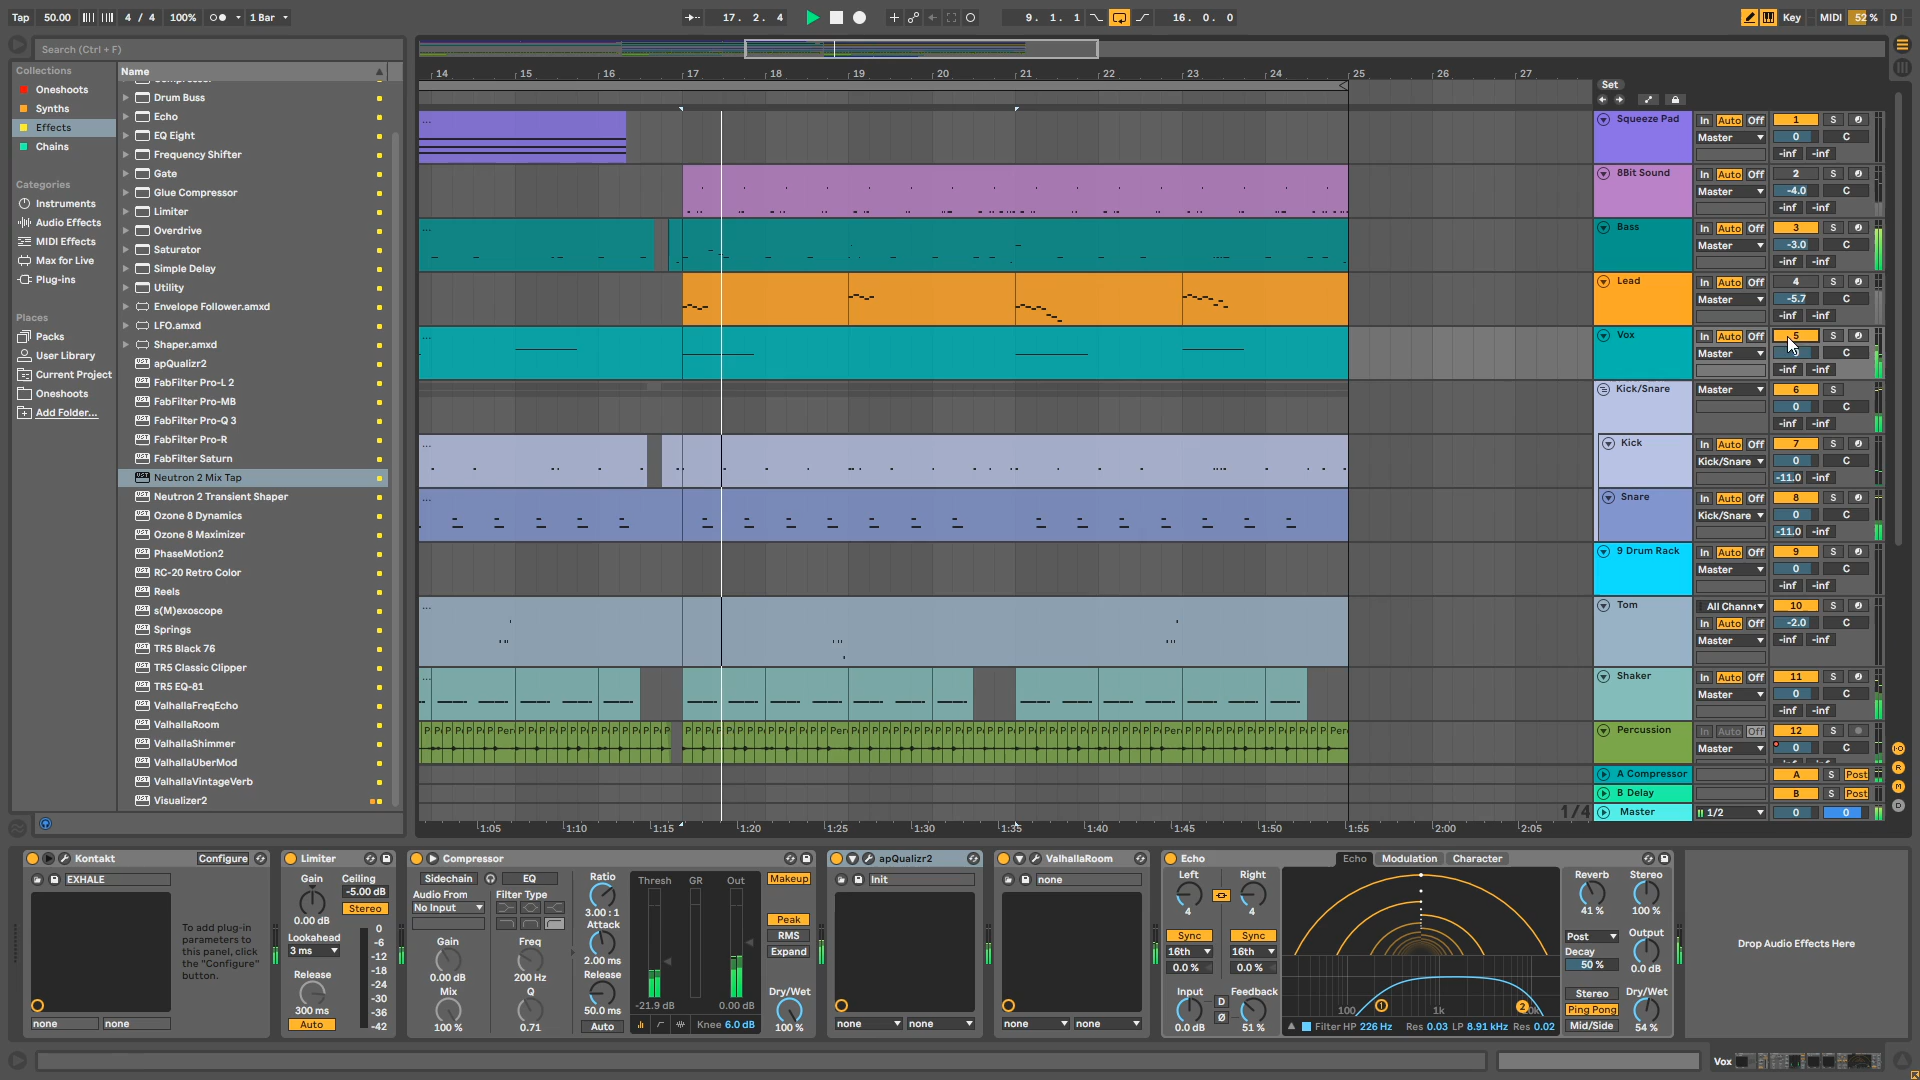 Tap 50.00 4 / 4 100% 1 Bar 17. 2. 4 9. 1. 1 16. 0. 0 Key MIDI 52 % D
Search (Ctrl + F)
Collections
Oneshoots
Synths
Effects
Chains
Categories
Instruments
Audio Effects
MIDI Effects
Max for Live
Plug-ins
Places
Packs
User Library
Current Project
Oneshoots
Add Folder...
Name
Drum Buss
Echo
EQ Eight
Frequency Shifter
Gate
Glue Compressor
Limiter
Overdrive
Saturator
Simple Delay
Utility
Envelope Follower.amxd
LFO.amxd
Shaper.amxd
apQualizr2
FabFilter Pro-L 2
FabFilter Pro-MB
FabFilter Pro-Q 3
FabFilter Pro-R
FabFilter Saturn
Neutron 2 Mix Tap
Neutron 2 Transient Shaper
Ozone 8 Dynamics
Ozone 8 Maximizer
PhaseMotion2
RC-20 Retro Color
Reels
s(M)exoscope
Springs
TR5 Black 76
TR5 Classic Clipper
TR5 EQ-81
ValhallaFreqEcho
ValhallaRoom
ValhallaShimmer
ValhallaUberMod
ValhallaVintageVerb
Visualizer2
14 15 16 17 18 19 20 21 22 23 24 25 26 27
Set
Squeeze Pad In Auto Off 1 S
Master 0 C
-inf -inf
8Bit Sound In Auto Off 2 S
Master -4.0 C
-inf -inf
Bass In Auto Off 3 S
Master -3.0 C
-inf -inf
Lead In Auto Off 4 S
Master -5.7 C
-inf -inf
Vox In Auto Off 5 S
Master C
-inf -inf
Kick/Snare Master 6 S
0 C
-inf -inf
Kick In Auto Off 7 S
Kick/Snare 0 C
-11.0 -inf
Snare In Auto Off 8 S
Kick/Snare 0 C
-11.0 -inf
9 Drum Rack In Auto Off 9 S
Master 0 C
-inf -inf
Tom All Channe 10 S
In Auto Off -2.0 C
Master -inf -inf
Shaker In Auto Off 11 S
Master 0 C
-inf -inf
Percussion In Auto Off 12 S
Master 0 C
A Compressor A S Post
B Delay B S Post
1/4 Master 1/2 0 0
1:05 1:10 1:15 1:20 1:25 1:30 1:35 1:40 1:45 1:50 1:55 2:00 2:05
Kontakt Configure
EXHALE
To add plug-in
parameters to
this panel, click
the "Configure"
button.
none none
Limiter
Gain Ceiling
-5.00 dB
Stereo
0.00 dB
Lookahead
3 ms
Release
300 ms
Auto
0
-6
-12
-18
-24
-30
-36
-42
Compressor
Sidechain EQ
Audio From Filter Type
No Input
Gain Freq
0.00 dB 200 Hz
Mix Q
100 % 0.71
Ratio
3.00 : 1
Attack
2.00 ms
Release
50.0 ms
Auto
Thresh GR Out
-21.9 dB 0.00 dB
Knee 6.0 dB
Makeup
Peak
RMS
Expand
Dry/Wet
100 %
apQualizr2
Init
none none
ValhallaRoom
none
none none
Echo Echo Modulation Character
Left Right
4 4
Sync Sync
16th 16th
0.0 % 0.0 %
Input D Feedback
Ø
0.0 dB 51 %
100 1k
1 2
Filter HP 226 Hz Res 0.03 LP 8.91 kHz Res 0.02
Reverb Stereo
41 % 100 %
Post Output
Decay
50 % 0.0 dB
Stereo Dry/Wet
Ping Pong
Mid/Side 54 %
Drop Audio Effects Here
Vox